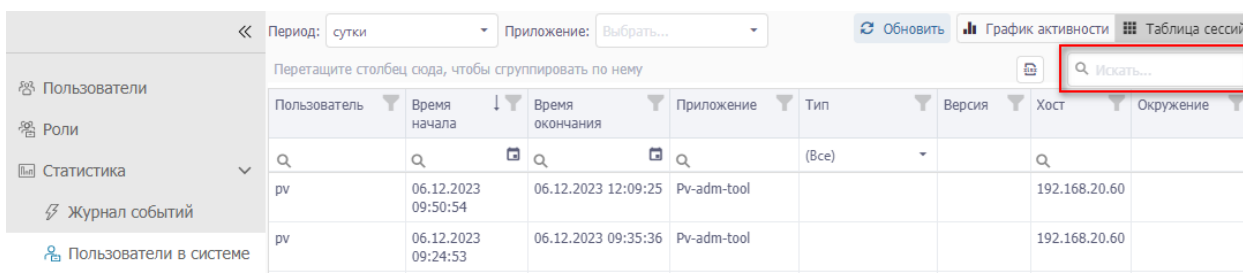 Период: сутки Приложение: Выбрать... Обновить График активности Таблица сессий
Перетащите столбец сюда, чтобы сгруппировать по нему Искать...
Пользователи
Роли
Статистика
Журнал событий
Пользователи в системе
Пользователь Время начала Время окончания Приложение Тип Версия Хост Окружение
(Все)
pv 06.12.2023 09:50:54 06.12.2023 12:09:25 Pv-adm-tool 192.168.20.60
pv 06.12.2023 09:24:53 06.12.2023 09:35:36 Pv-adm-tool 192.168.20.60